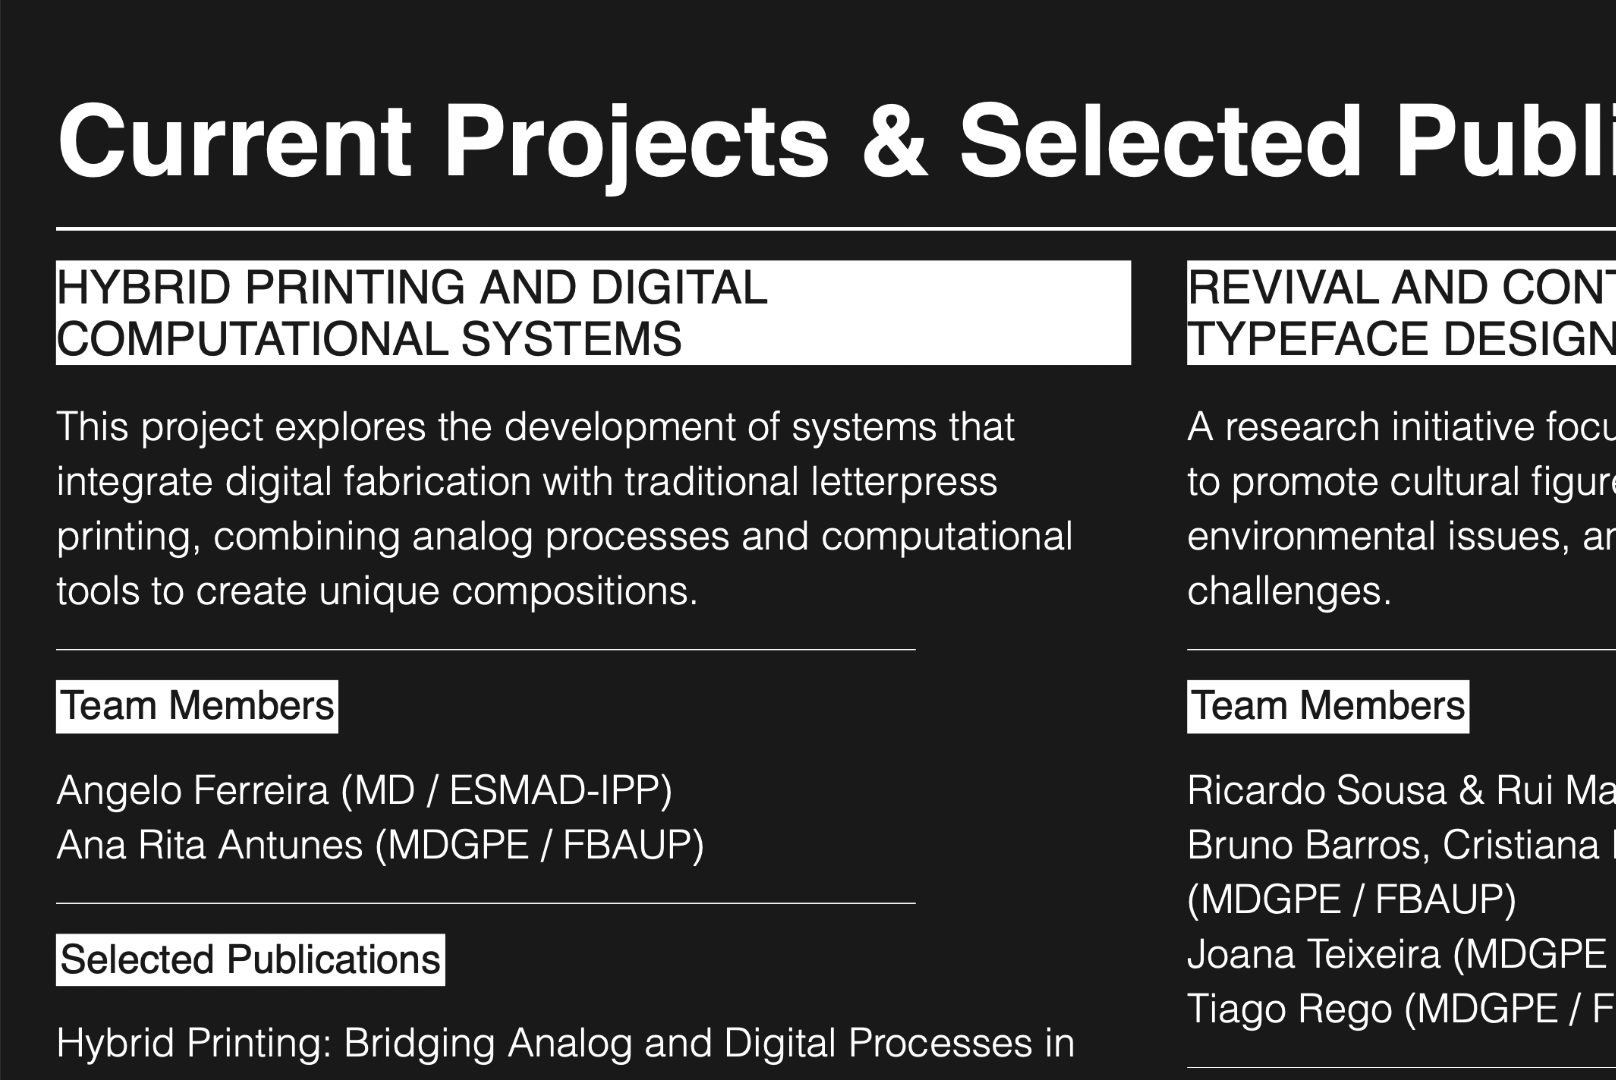 Current Projects & Selected Publi
HYBRID PRINTING AND DIGITAL
COMPUTATIONAL SYSTEMS
This project explores the development of systems that
integrate digital fabrication with traditional letterpress
printing, combining analog processes and computational
tools to create unique compositions.
Team Members
Angelo Ferreira (MD / ESMAD-IPP)
Ana Rita Antunes (MDGPE / FBAUP)
Selected Publications
Hybrid Printing: Bridging Analog and Digital Processes in
REVIVAL AND CONT
TYPEFACE DESIGN
A research initiative focu
to promote cultural figure
environmental issues, an
challenges.
Team Members
Ricardo Sousa & Rui Ma
Bruno Barros, Cristiana
(MDGPE / FBAUP)
Joana Teixeira (MDGPE
Tiago Rego (MDGPE / F